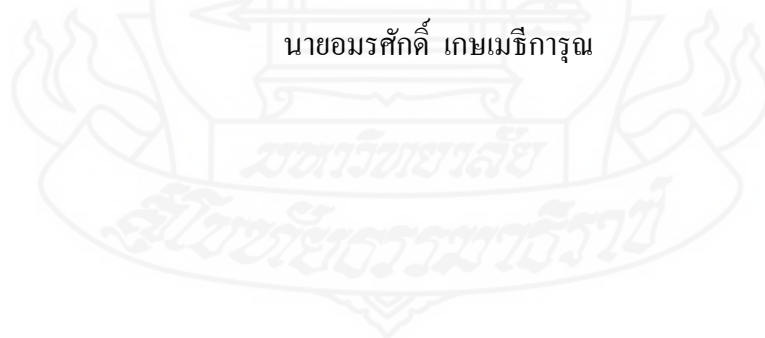 นายอมรศักดิ์ เกษเมธีการุณ
มหาวิทยาลัย
สุโขทัยธรรมาธิราช